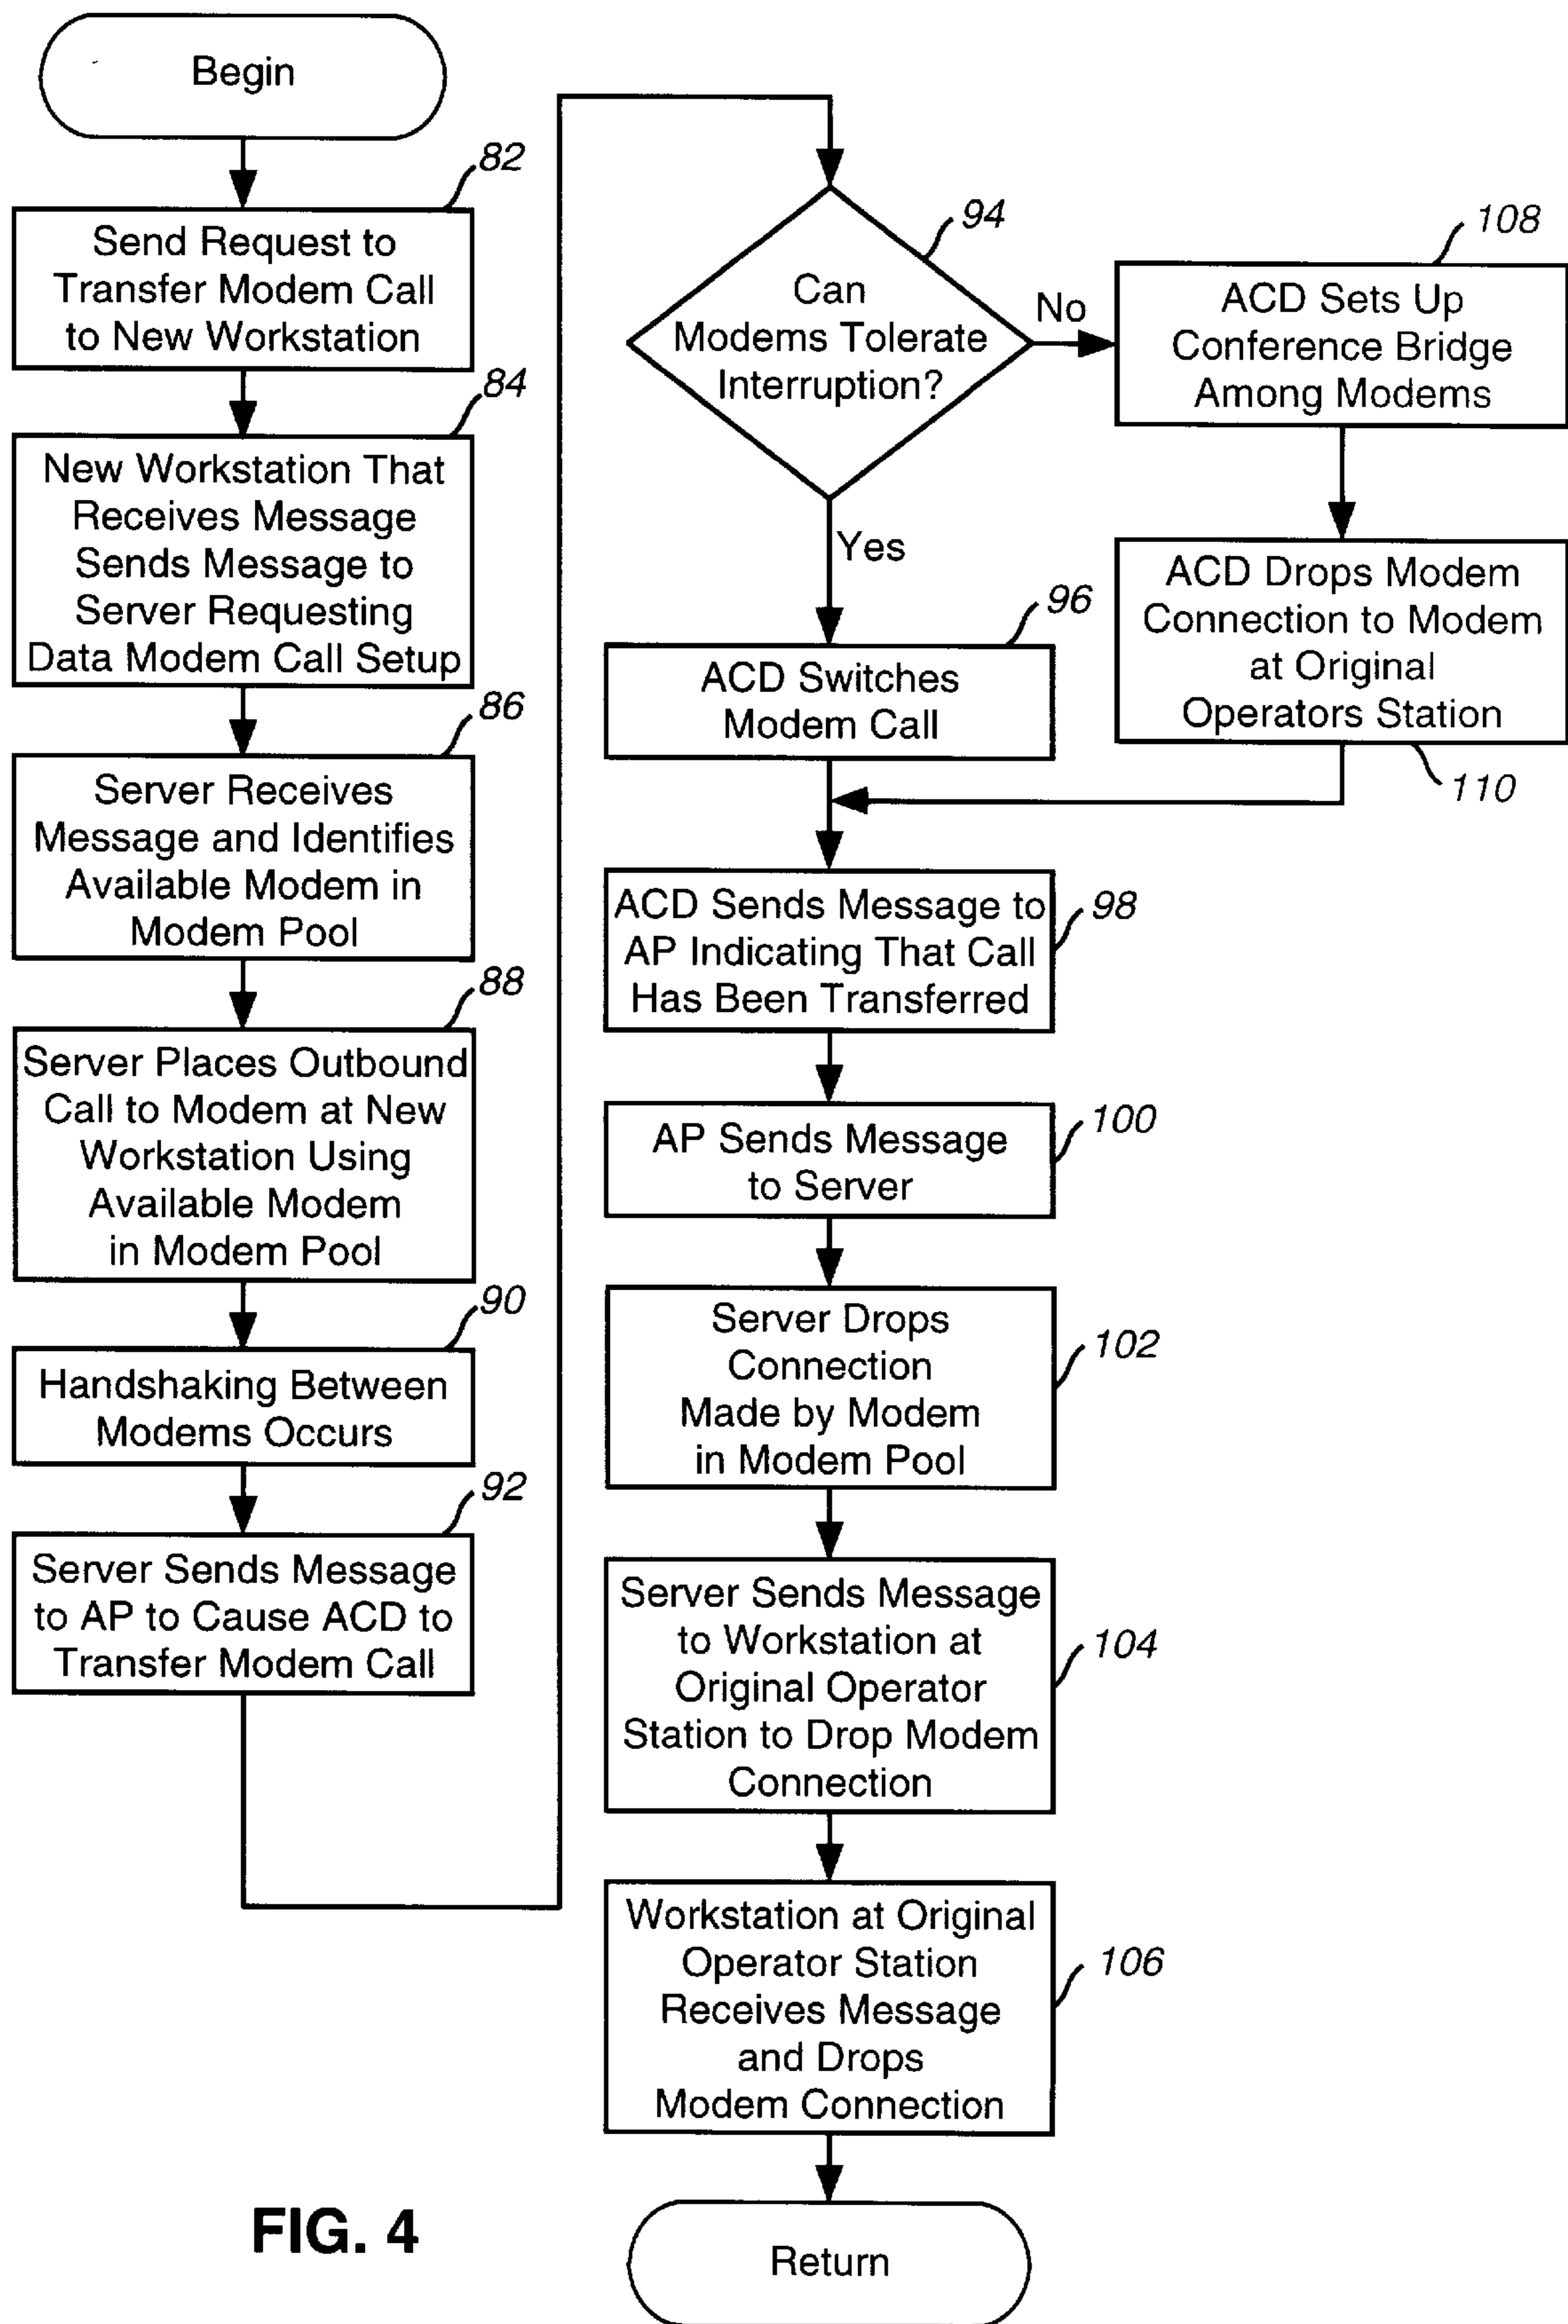 Begin
82
Send Request to
Transfer Modem Call
to New Workstation
84
New Workstation That
Receives Message
Sends Message to
Server Requesting
Data Modem Call Setup
86
Server Receives
Message and Identifies
Available Modem in
Modem Pool
88
Server Places Outbound
Call to Modem at New
Workstation Using
Available Modem
in Modem Pool
90
Handshaking Between
Modems Occurs
92
Server Sends Message
to AP to Cause ACD to
Transfer Modem Call
94
Can
Modems Tolerate
Interruption?
No
Yes
108
ACD Sets Up
Conference Bridge
Among Modems
ACD Drops Modem
Connection to Modem
at Original
Operators Station
110
96
ACD Switches
Modem Call
ACD Sends Message to
AP Indicating That Call
Has Been Transferred
98
AP Sends Message
to Server
100
Server Drops
Connection
Made by Modem
in Modem Pool
102
Server Sends Message
to Workstation at
Original Operator
Station to Drop Modem
Connection
104
Workstation at Original
Operator Station
Receives Message
and Drops
Modem Connection
106
Return
FIG. 4